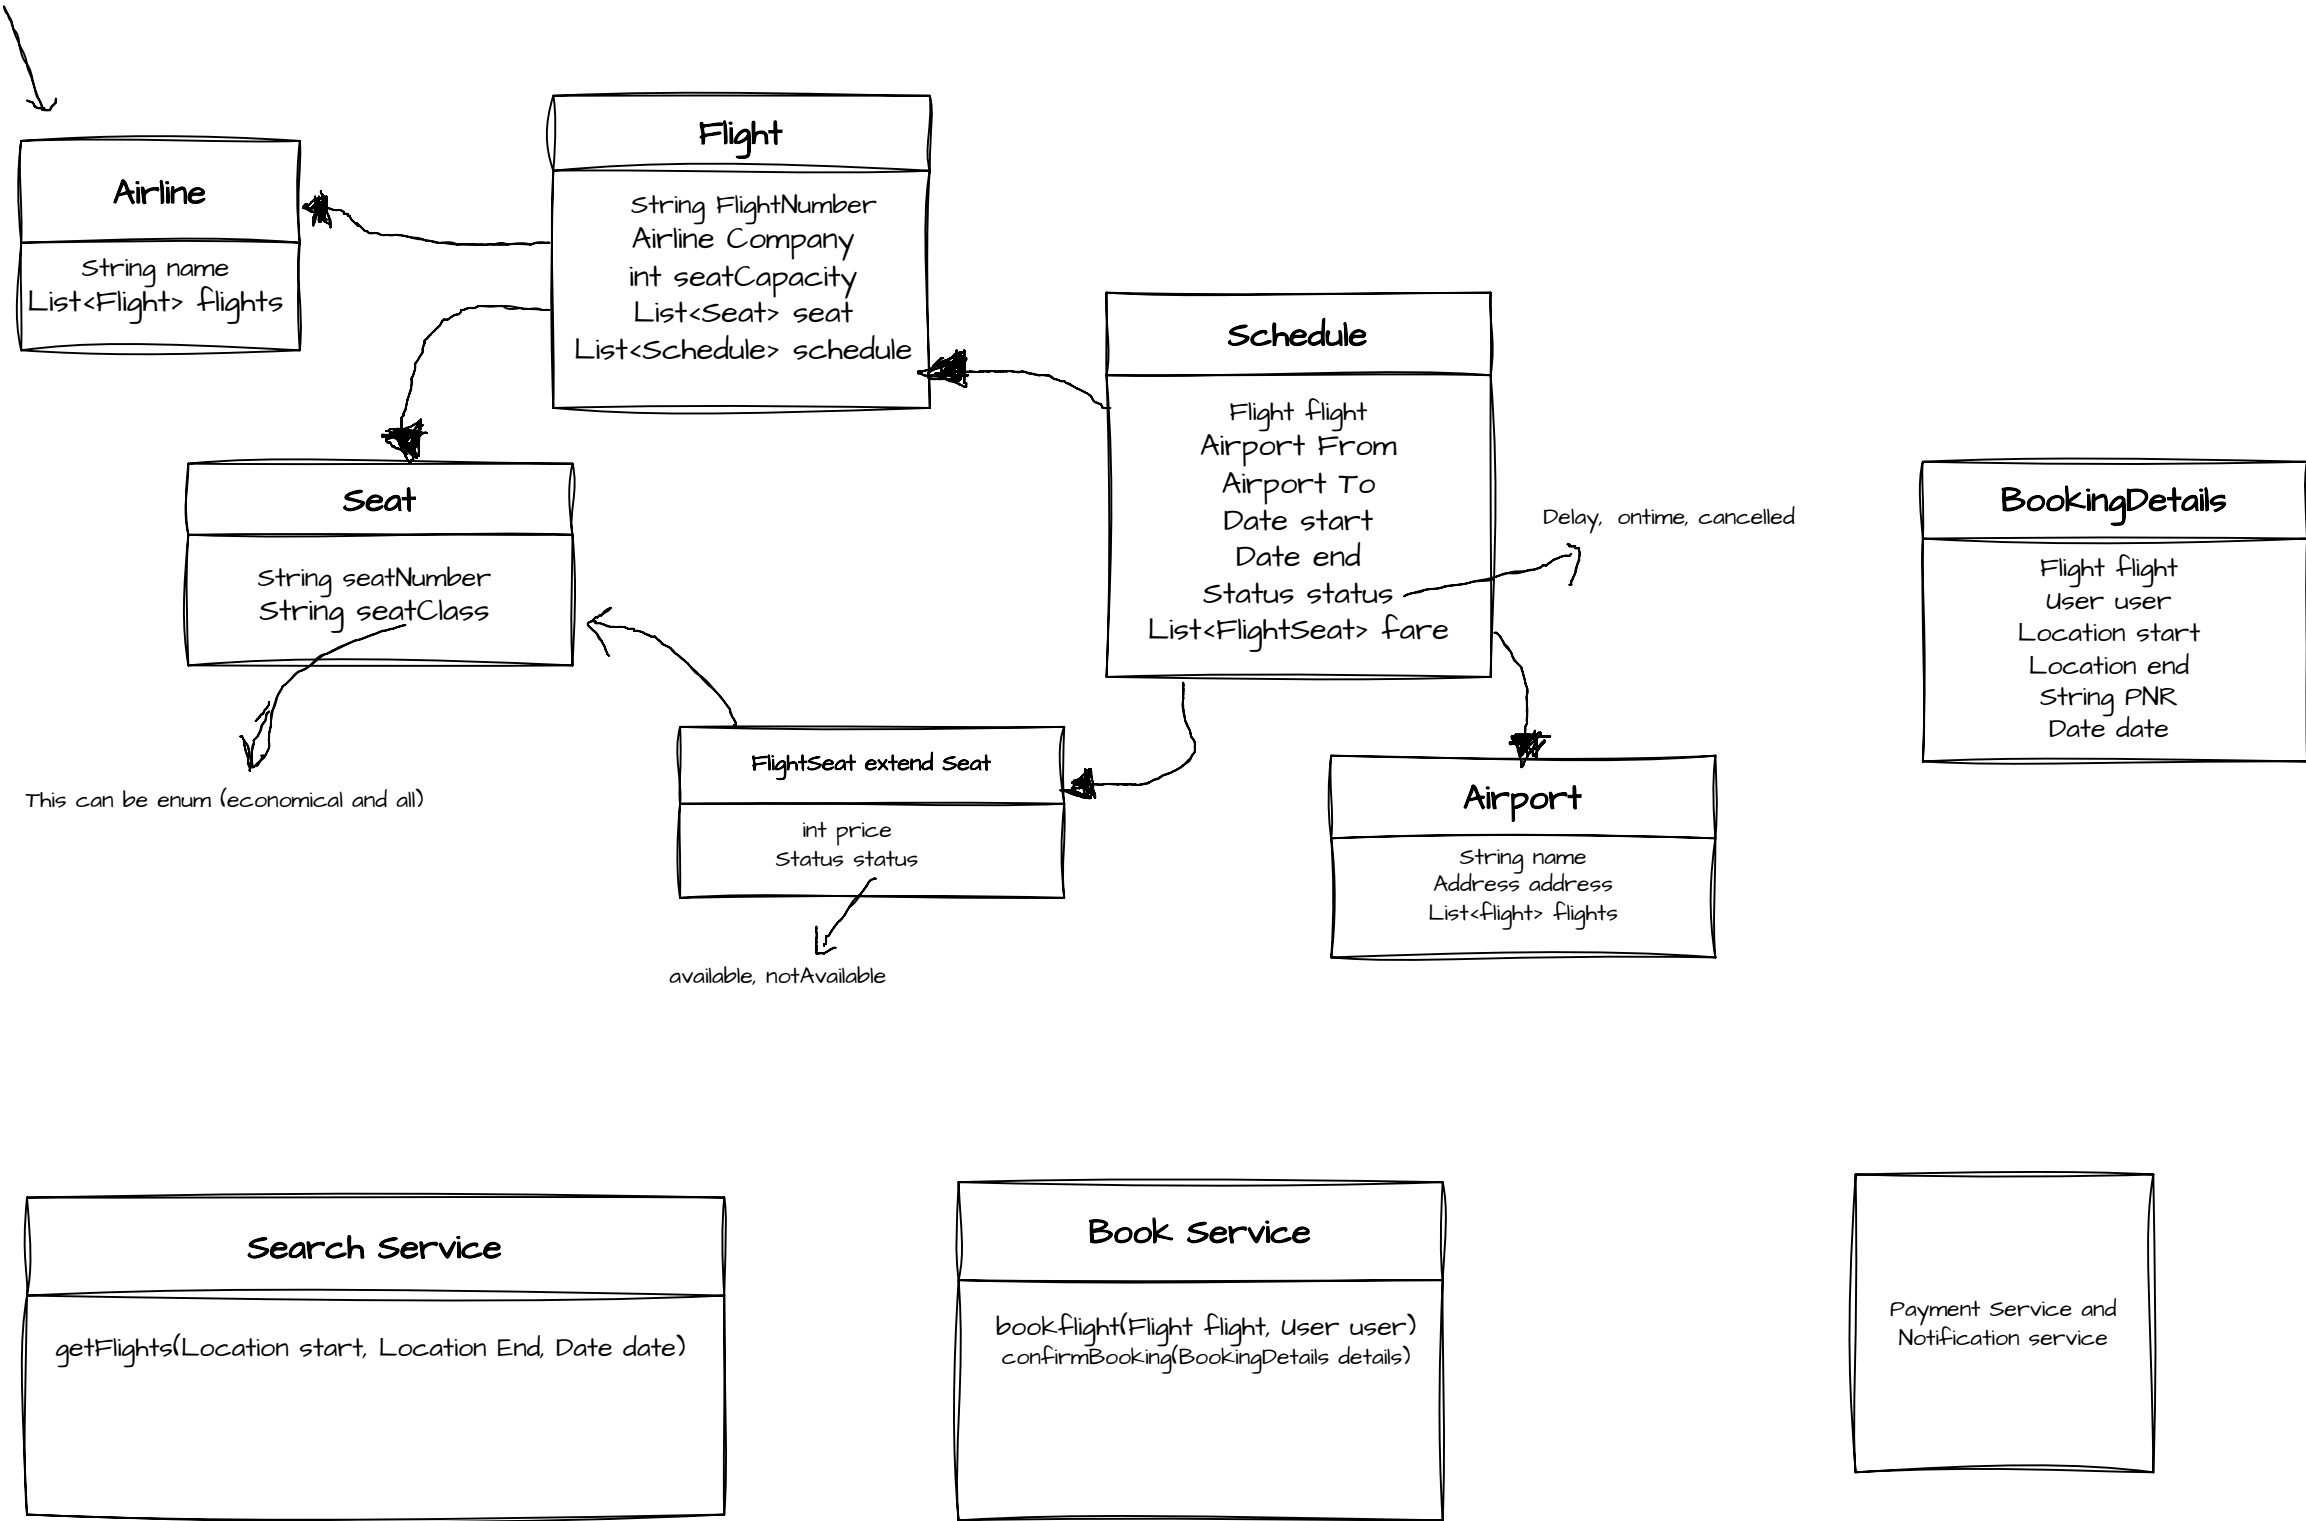 Flight
String FlightNumber
Airline Company
int seatCapacity
List<Seat> seat
List<Schedule> schedule
Airline
String name
List<Flight> flights
Schedule
Flight flight
Airport From
Airport To
Date start
Date end
Status status
List<FlightSeat> fare
Delay, ontime, cancelled
BookingDetails
Flight flight
User user
Location start
Location end
String PNR
Date date
Seat
String seatNumber
String seatClass
This can be enum (economical and all)
FlightSeat extend Seat
int price
Status status
available, notAvailable
Airport
String name
Address address
List<flight> flights
Search Service
getFlights(Location start, Location End, Date date)
Book Service
bookflight(Flight flight, User user)
confirmBooking(BookingDetails details)
Payment Service and
Notification service